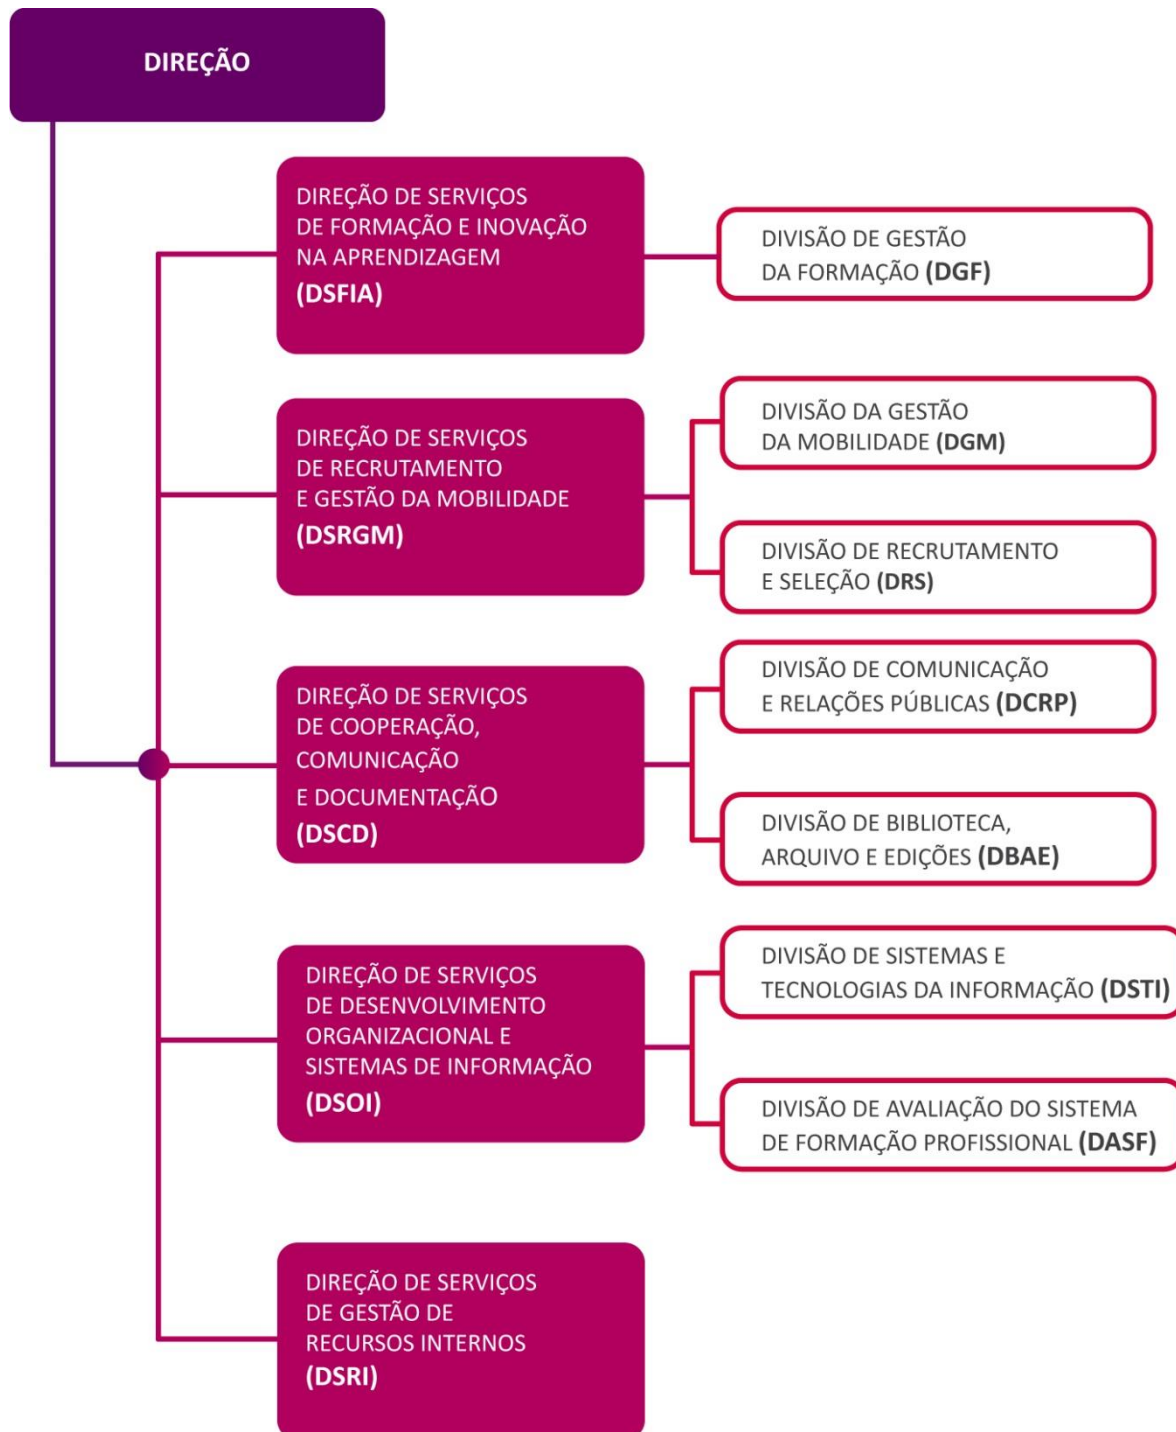 DIREÇÃO
DIREÇÃO DE SERVIÇOS
DE FORMAÇÃO E INOVAÇÃO
NA APRENDIZAGEM
(DSFIA)
DIVISÃO DE GESTÃO
DA FORMAÇÃO (DGF)
DIREÇÃO DE SERVIÇOS
DE RECRUTAMENTO
E GESTÃO DA MOBILIDADE
(DSRGM)
DIVISÃO DA GESTÃO
DA MOBILIDADE (DGM)
DIVISÃO DE RECRUTAMENTO
E SELEÇÃO (DRS)
DIREÇÃO DE SERVIÇOS
DE COOPERAÇÃO,
COMUNICAÇÃO
E DOCUMENTAÇÃO
(DSCD)
DIVISÃO DE COMUNICAÇÃO
E RELAÇÕES PÚBLICAS (DCRP)
DIVISÃO DE BIBLIOTECA,
ARQUIVO E EDIÇÕES (DBAE)
DIREÇÃO DE SERVIÇOS
DE DESENVOLVIMENTO
ORGANIZACIONAL E
SISTEMAS DE INFORMAÇÃO
(DSOI)
DIVISÃO DE SISTEMAS E
TECNOLOGIAS DA INFORMAÇÃO (DSTI)
DIVISÃO DE AVALIAÇÃO DO SISTEMA
DE FORMAÇÃO PROFISSIONAL (DASF)
DIREÇÃO DE SERVIÇOS
DE GESTÃO DE
RECURSOS INTERNOS
(DSRI)